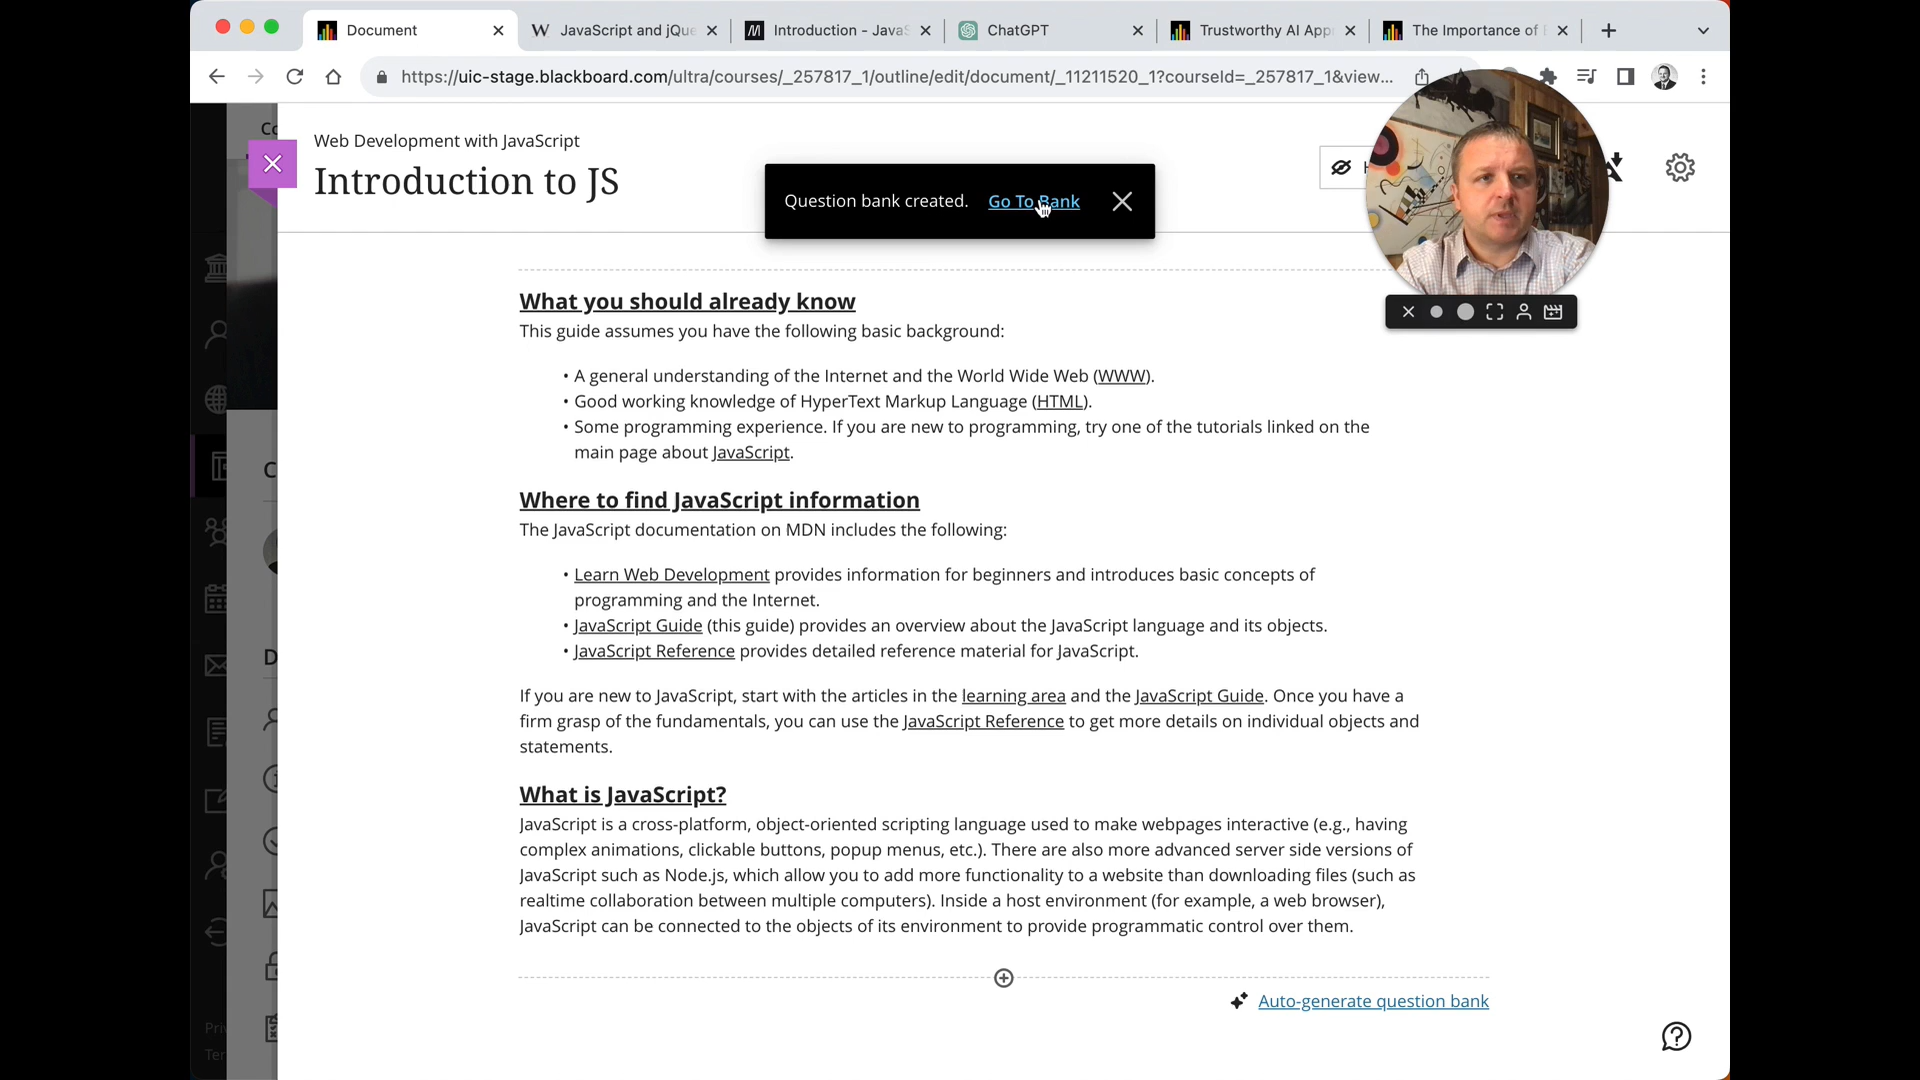 Document
W JavaScript and jQue
Introduction - JavaS
ChatGPT
Trustworthy AI App
The Importance of
https://uic-stage.blackboard.com/ultra/courses/_257817_1/outline/edit/document/_11211520_1?courseId=_257817_1&view...
Co
Web Development with JavaScript
Introduction to JS
H
Question bank created. Go To Bank
What you should already know
This guide assumes you have the following basic background:
• A general understanding of the Internet and the World Wide Web (WWW).
• Good working knowledge of HyperText Markup Language (HTML).
• Some programming experience. If you are new to programming, try one of the tutorials linked on the
main page about JavaScript.
C
Where to find JavaScript information
The JavaScript documentation on MDN includes the following:
• Learn Web Development provides information for beginners and introduces basic concepts of
programming and the Internet.
• JavaScript Guide (this guide) provides an overview about the JavaScript language and its objects.
• JavaScript Reference provides detailed reference material for JavaScript.
D
If you are new to JavaScript, start with the articles in the learning area and the JavaScript Guide. Once you have a
firm grasp of the fundamentals, you can use the JavaScript Reference to get more details on individual objects and
statements.
What is JavaScript?
JavaScript is a cross-platform, object-oriented scripting language used to make webpages interactive (e.g., having
complex animations, clickable buttons, popup menus, etc.). There are also more advanced server side versions of
JavaScript such as Node.js, which allow you to add more functionality to a website than downloading files (such as
realtime collaboration between multiple computers). Inside a host environment (for example, a web browser),
JavaScript can be connected to the objects of its environment to provide programmatic control over them.
Auto-generate question bank
Pri
Ter